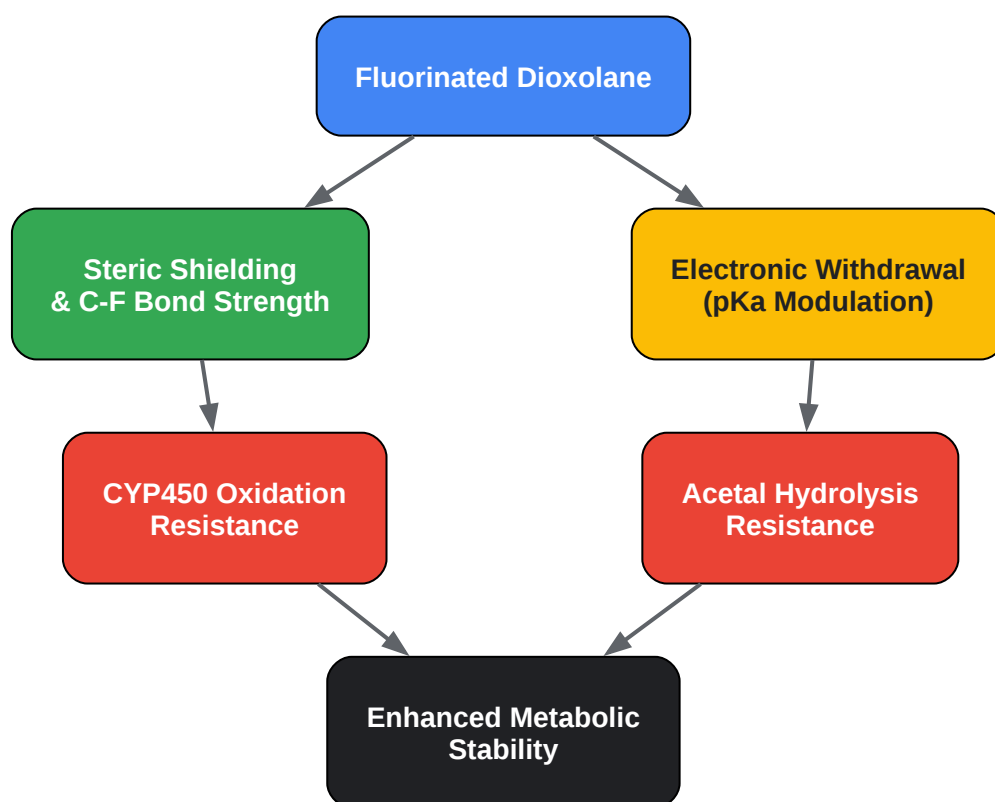 Fluorinated Dioxolane
Steric Shielding
& C-F Bond Strength
Electronic Withdrawal
(pKa Modulation)
CYP450 Oxidation
Resistance
Acetal Hydrolysis
Resistance
Enhanced Metabolic
Stability